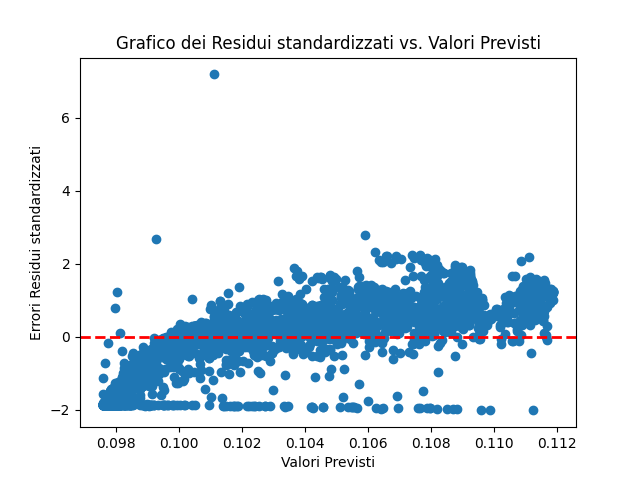 Grafico dei Residui standardizzati vs. Valori Previsti
Errori Residui standardizzati
6
4
2
0
−2
0.098 0.100 0.102 0.104 0.106 0.108 0.110 0.112
Valori Previsti